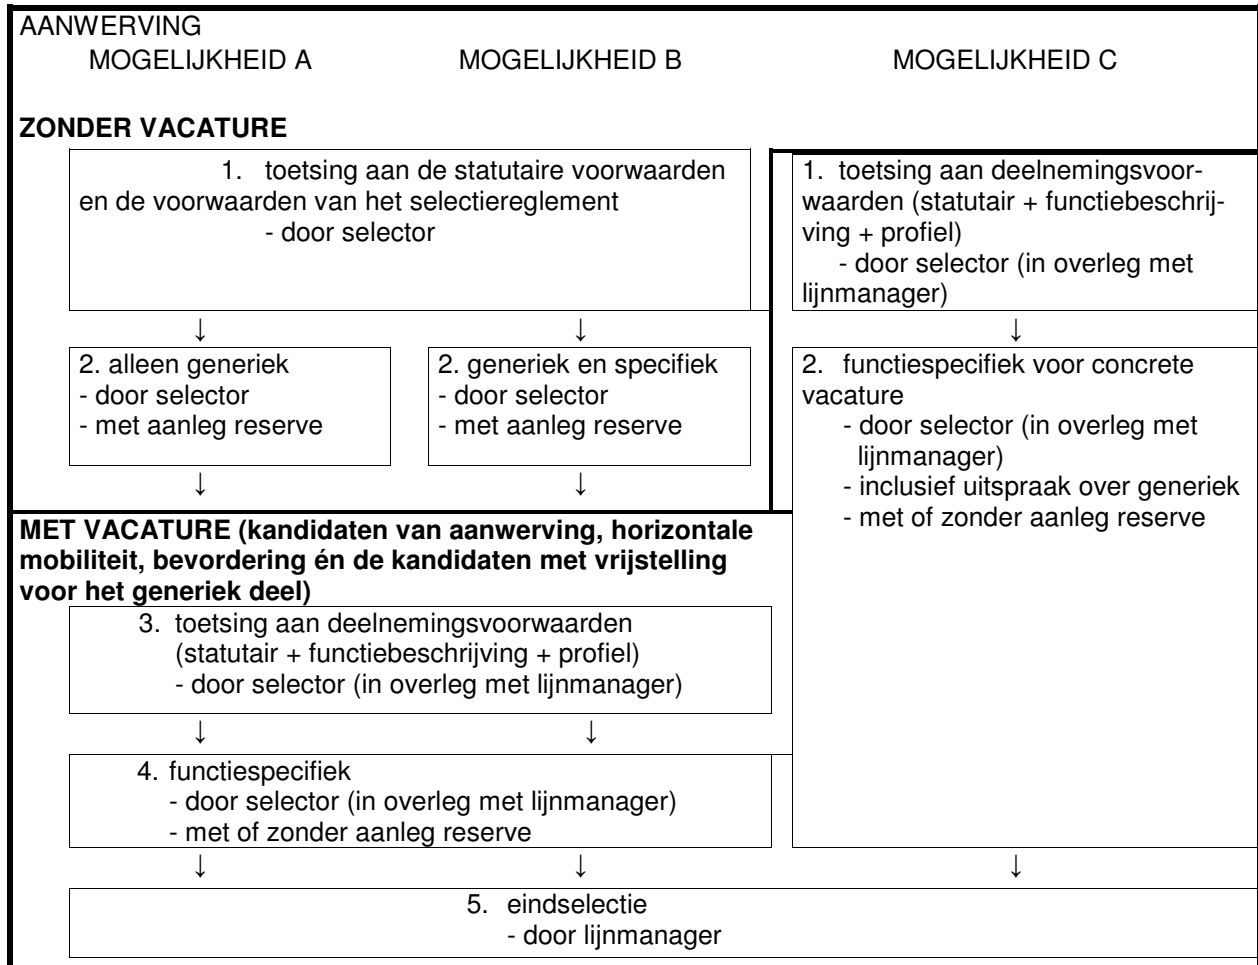 AANWERVING
MOGELIJKHEID A MOGELIJKHEID B MOGELIJKHEID C
ZONDER VACATURE
1. toetsing aan de statutaire voorwaarden
en de voorwaarden van het selectiereglement
- door selector
1. toetsing aan deelnemingsvoor-
waarden (statutair + functiebeschrij-
ving + profiel)
- door selector (in overleg met
lijnmanager)
↓ ↓ ↓
2. alleen generiek
- door selector
- met aanleg reserve
2. generiek en specifiek
- door selector
- met aanleg reserve
2. functiespecifiek voor concrete
vacature
- door selector (in overleg met
lijnmanager)
- inclusief uitspraak over generiek
- met of zonder aanleg reserve
↓ ↓
MET VACATURE (kandidaten van aanwerving, horizontale
mobiliteit, bevordering én de kandidaten met vrijstelling
voor het generiek deel)
3. toetsing aan deelnemingsvoorwaarden
(statutair + functiebeschrijving + profiel)
- door selector (in overleg met lijnmanager)
↓ ↓
4. functiespecifiek
- door selector (in overleg met lijnmanager)
- met of zonder aanleg reserve
↓ ↓ ↓
5. eindselectie
- door lijnmanager